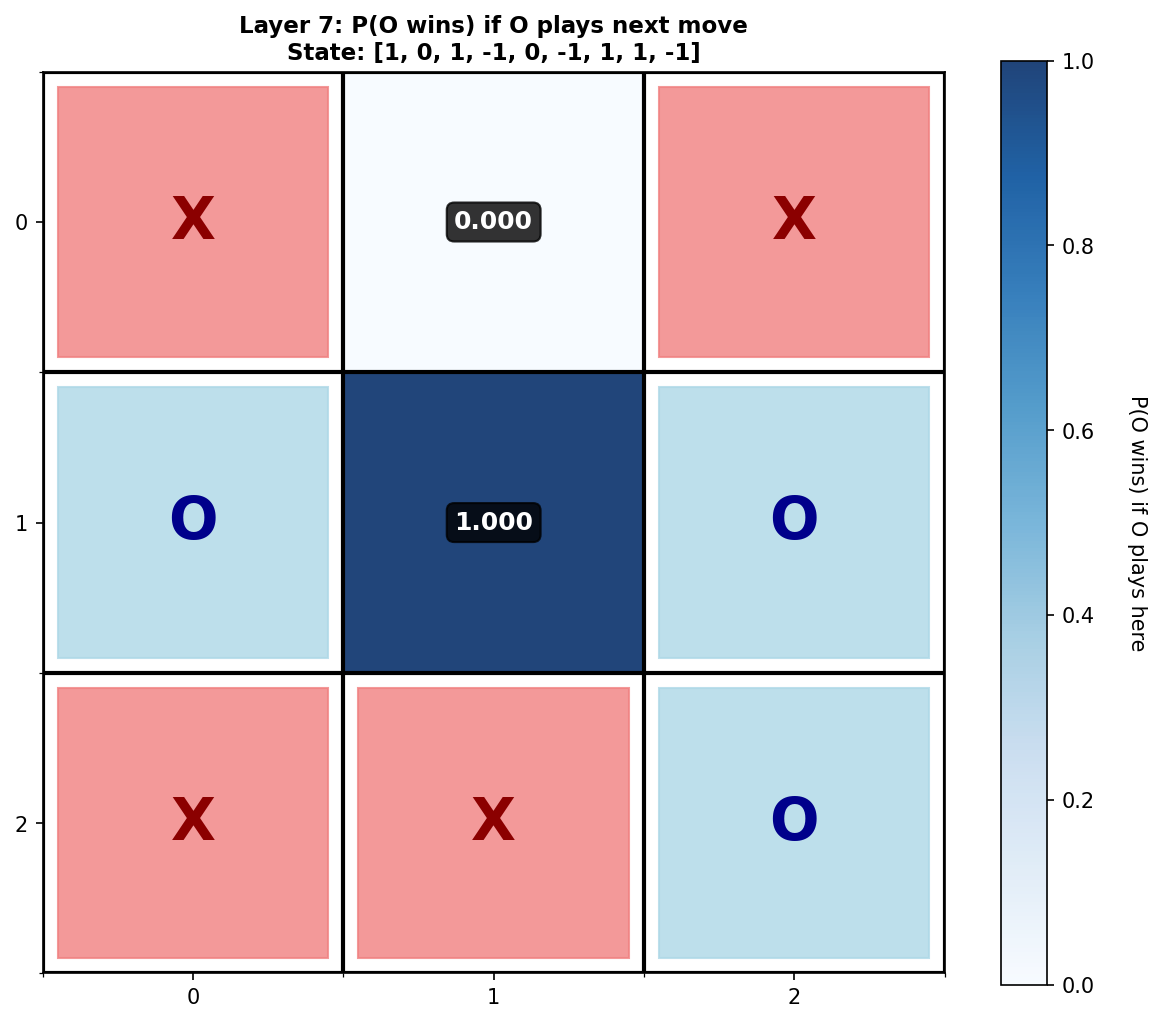 Layer 7: P(O wins) if O plays next move
State: [1, 0, 1, -1, 0, -1, 1, 1, -1]
0
X
0.000
X
1
O
1.000
O
2
X
X
O
0
1
2
1.0
0.8
0.6
0.4
0.2
0.0
P(O wins) if O plays here